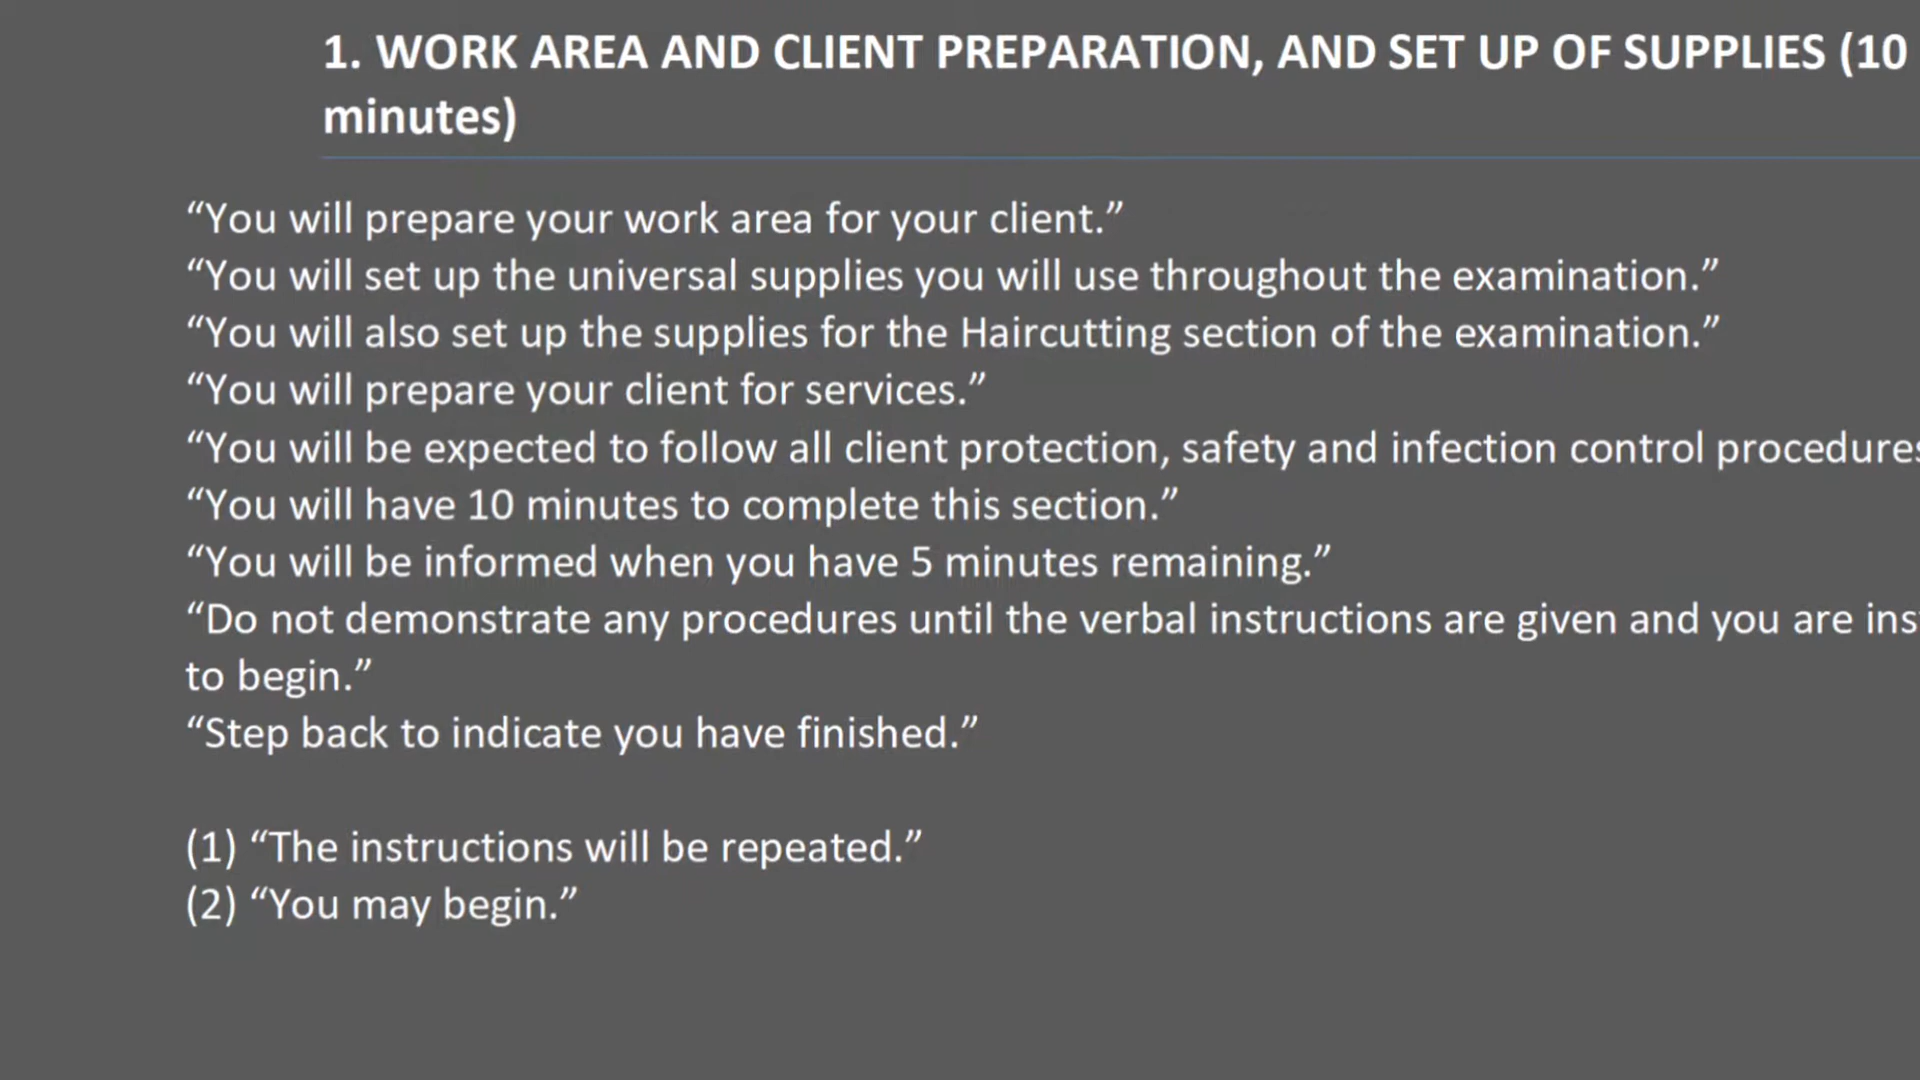 1. WORK AREA AND CLIENT PREPARATION, AND SET UP OF SUPPLIES (10
minutes)
“You will prepare your work area for your client.”
“You will set up the universal supplies you will use throughout the examination.”
“You will also set up the supplies for the Haircutting section of the examination.”
“You will prepare your client for services.”
“You will be expected to follow all client protection, safety and infection control procedures
“You will have 10 minutes to complete this section.”
“You will be informed when you have 5 minutes remaining.”
“Do not demonstrate any procedures until the verbal instructions are given and you are ins
to begin.”
“Step back to indicate you have finished.”
(1) “The instructions will be repeated.”
(2) “You may begin.”